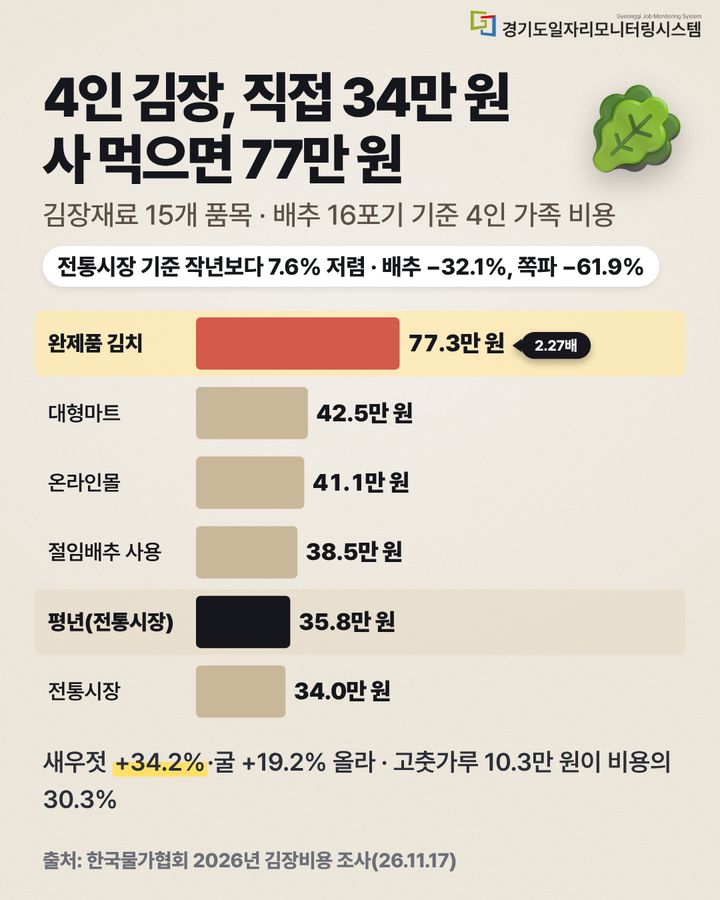 Gyeonggi Job Monitoring System
경기도일자리모니터링시스템
4인 김장, 직접 34만 원
사 먹으면 77만 원
김장재료 15개 품목 · 배추 16포기 기준 4인 가족 비용
전통시장 기준 작년보다 7.6% 저렴 · 배추 −32.1%, 쪽파 −61.9%
완제품 김치 77.3만 원 2.27배
대형마트 42.5만 원
온라인몰 41.1만 원
절임배추 사용 38.5만 원
평년(전통시장) 35.8만 원
전통시장 34.0만 원
새우젓 +34.2%·굴 +19.2% 올라 · 고춧가루 10.3만 원이 비용의
30.3%
출처: 한국물가협회 2026년 김장비용 조사(26.11.17)